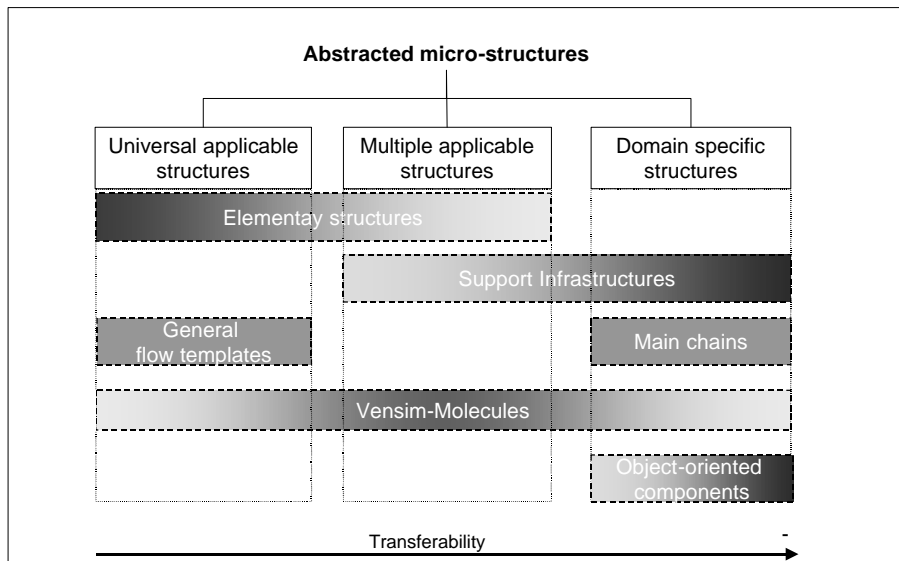 Abstracted micro-structures
Universal applicable
structures
Multiple applicable
structures
Domain specific
structures
Elementay structures
Support Infrastructures
General
flow templates
Main chains
Vensim-Molecules
Object-oriented
components
Transferability
-